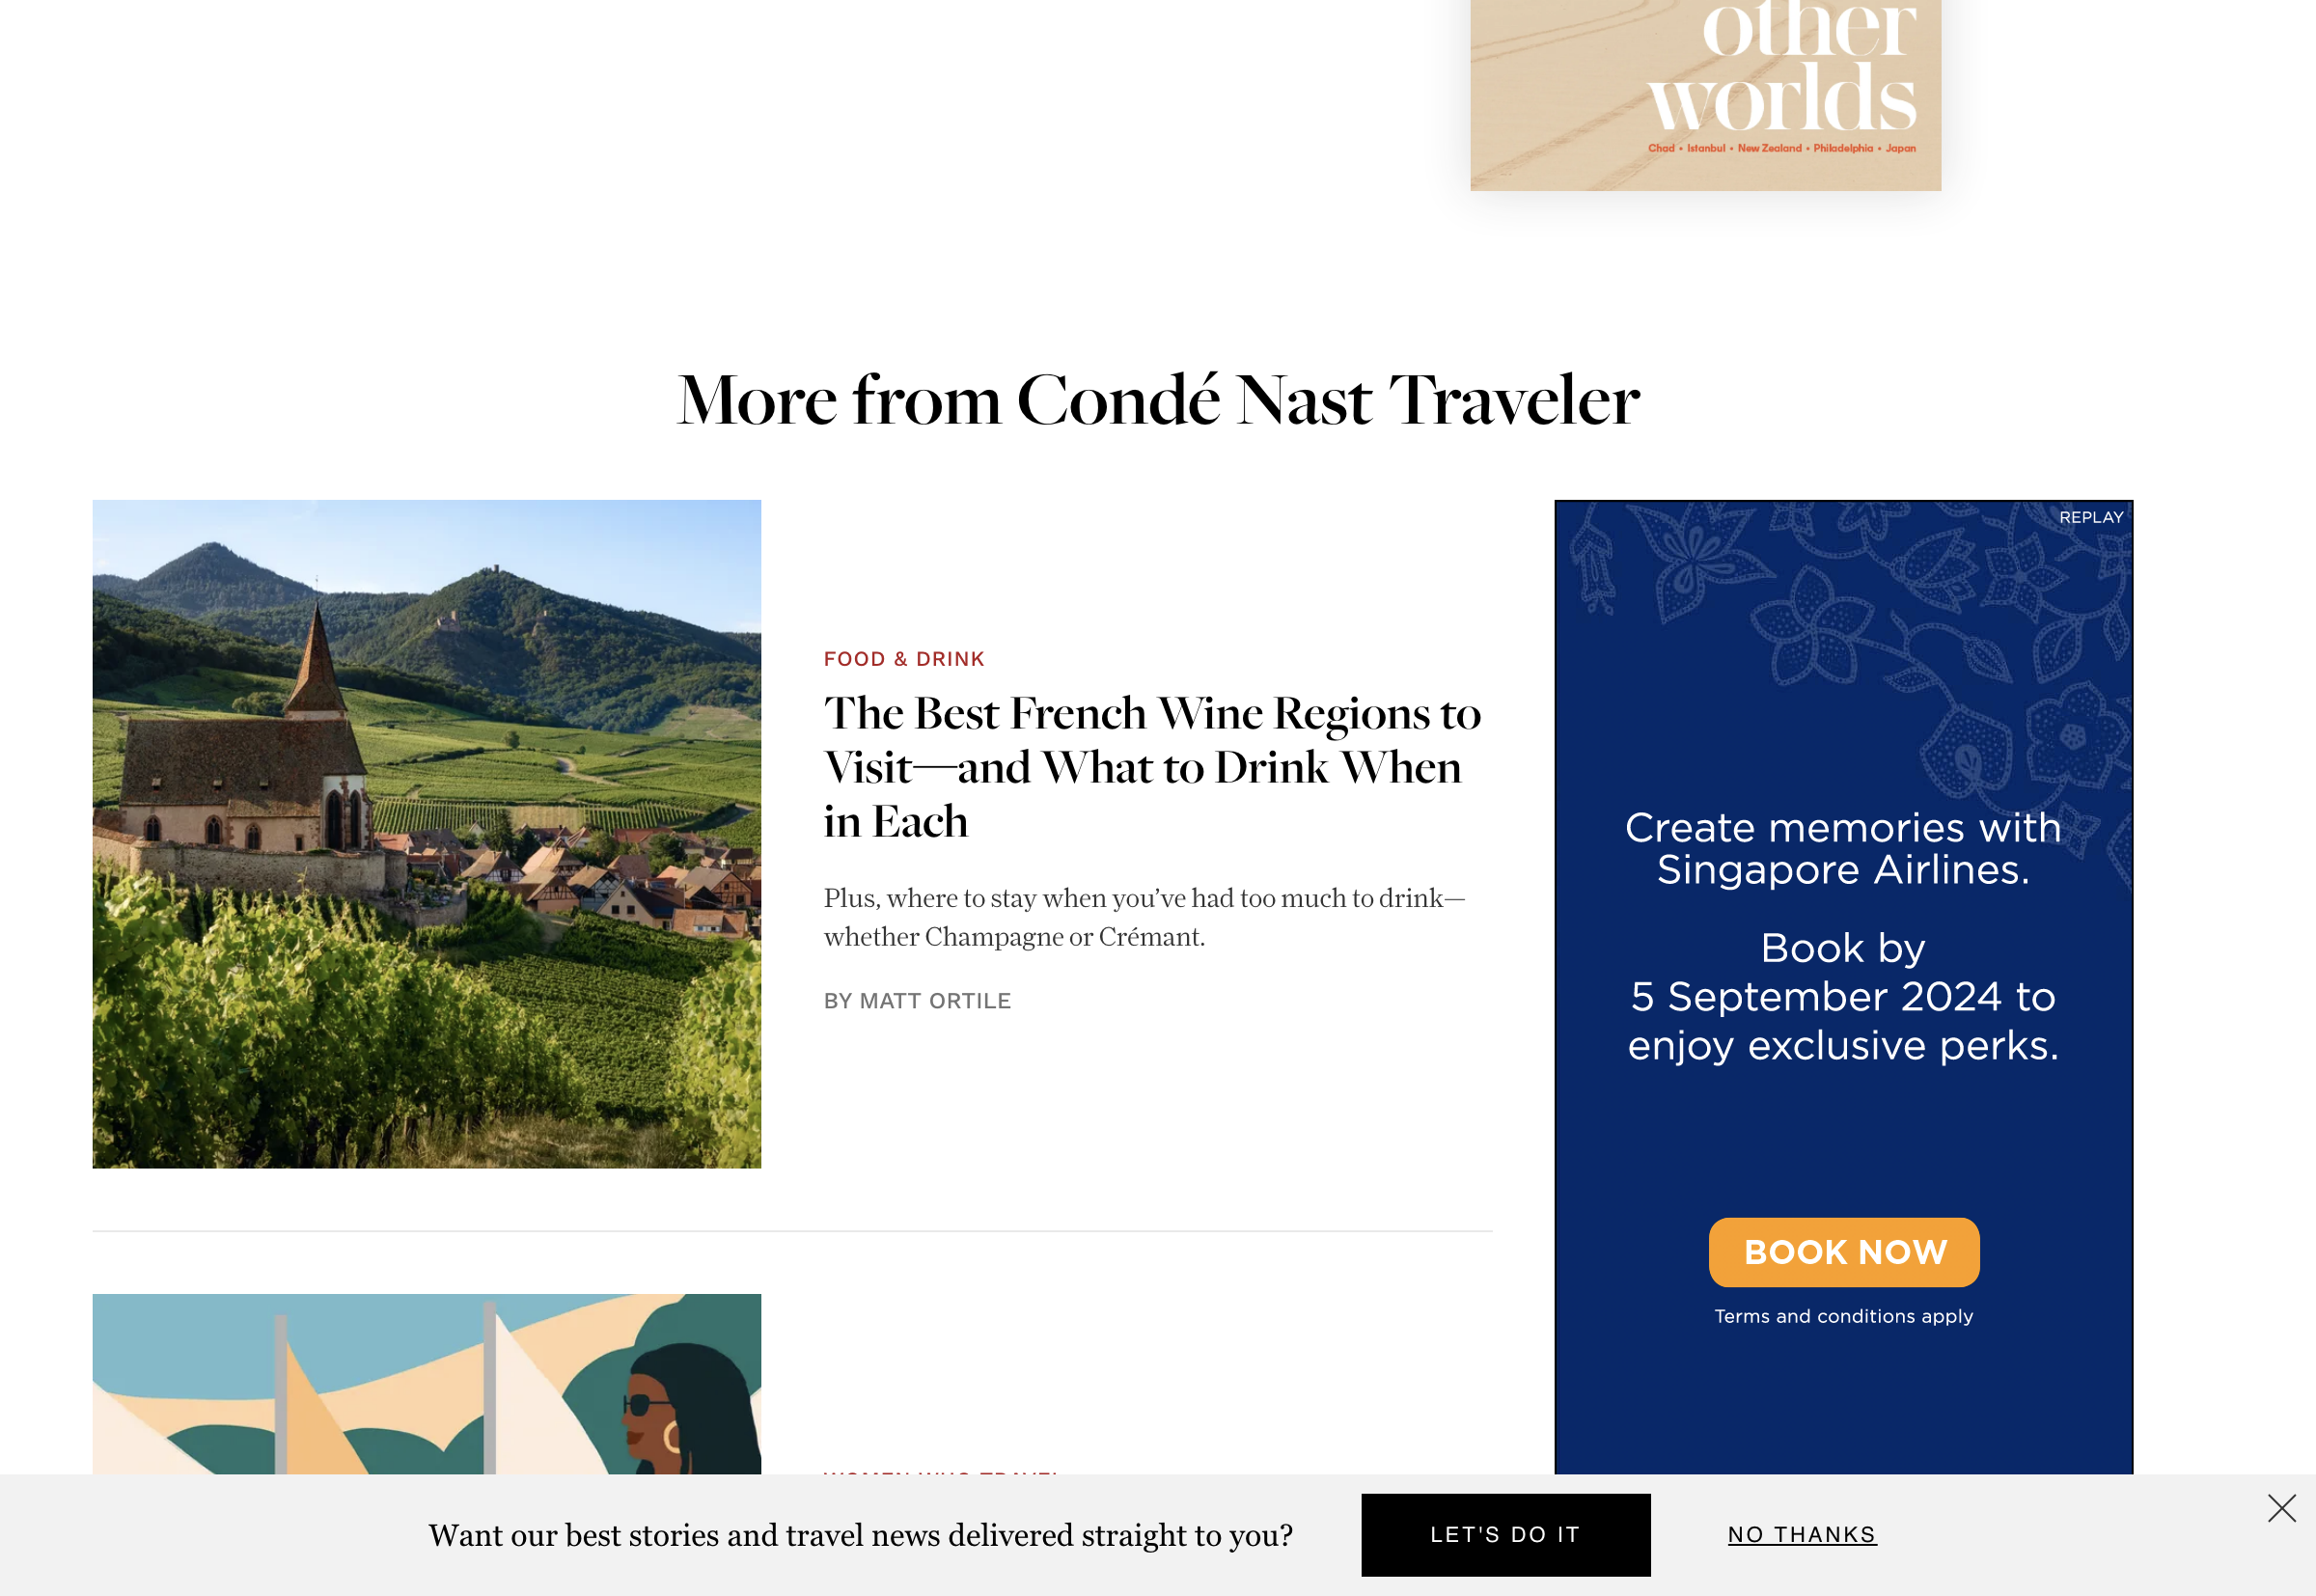 other
worlds
Chad • Istanbul • New Zealand • Philadelphia • Japan
More from Condé Nast Traveler
FOOD & DRINK
The Best French Wine Regions to
Visit—and What to Drink When
in Each
Plus, where to stay when you’ve had too much to drink—
whether Champagne or Crémant.
BY MATT ORTILE
REPLAY
Create memories with
Singapore Airlines.
Book by
5 September 2024 to
enjoy exclusive perks.
BOOK NOW
Terms and conditions apply
WOMEN WHO TRAVEL
Want our best stories and travel news delivered straight to you?
LET'S DO IT
NO THANKS